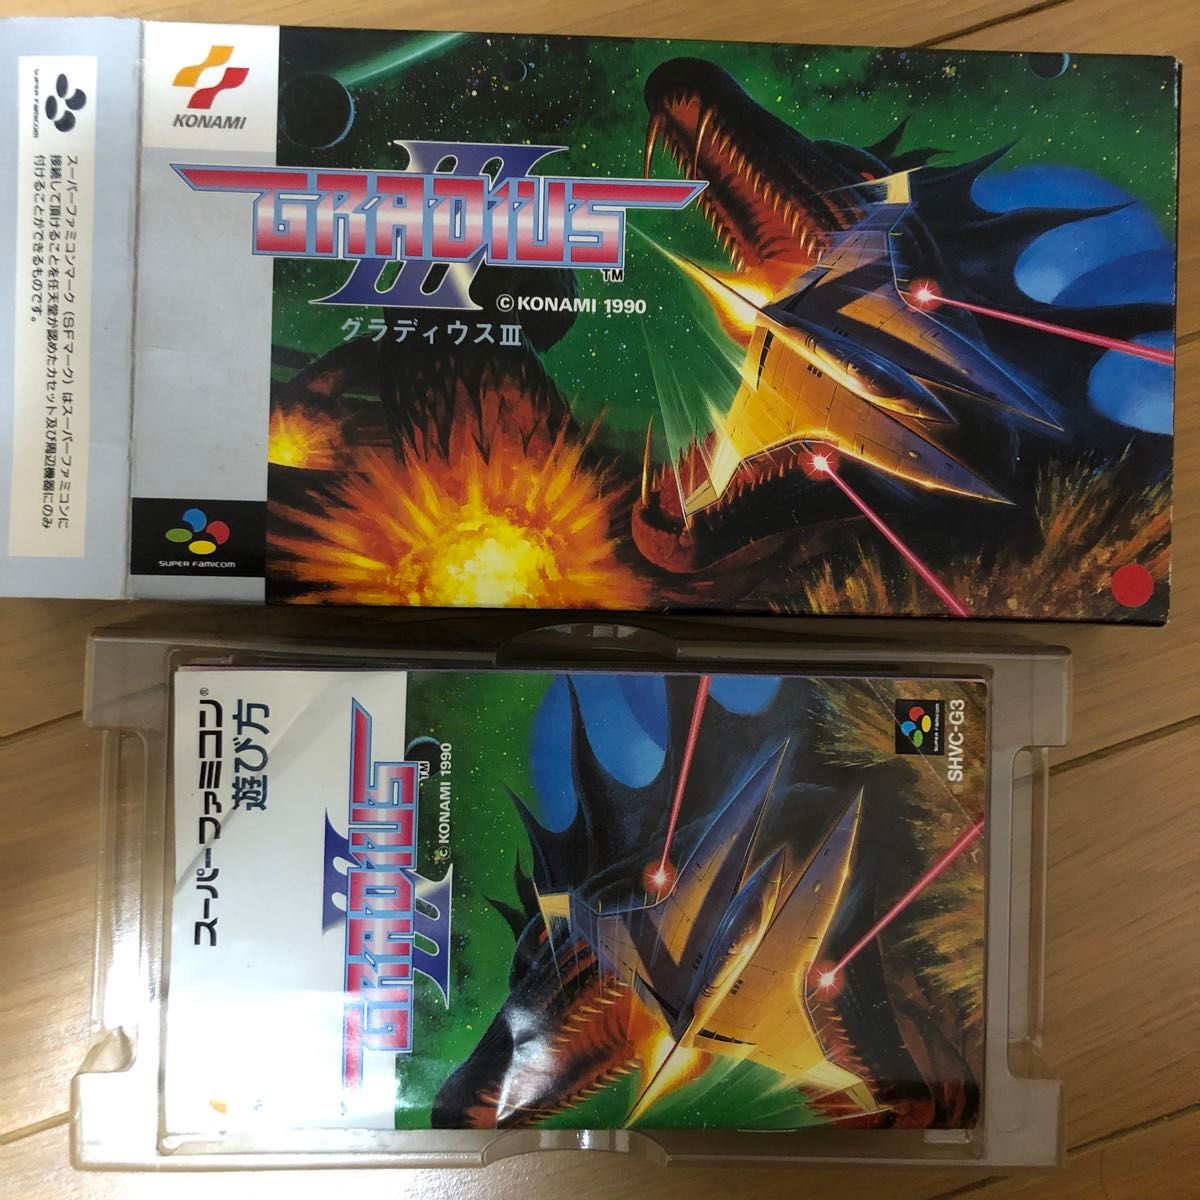 SUPER FAMICOM
スーパーファミコンマーク（SFマーク）はスーパーファミコンに
接続して頂けることを任天堂が認めたカセット及び周辺機器にのみ
付けることができるものです。
KONAMI
GRADIUS
III
TM
© KONAMI 1990
グラディウスIII
SUPER FAMICOM
スーパーファミコン®
遊び方
GRADIUS
III
TM
© KONAMI 1990
SUPER FAMICOM
SHVC-G3